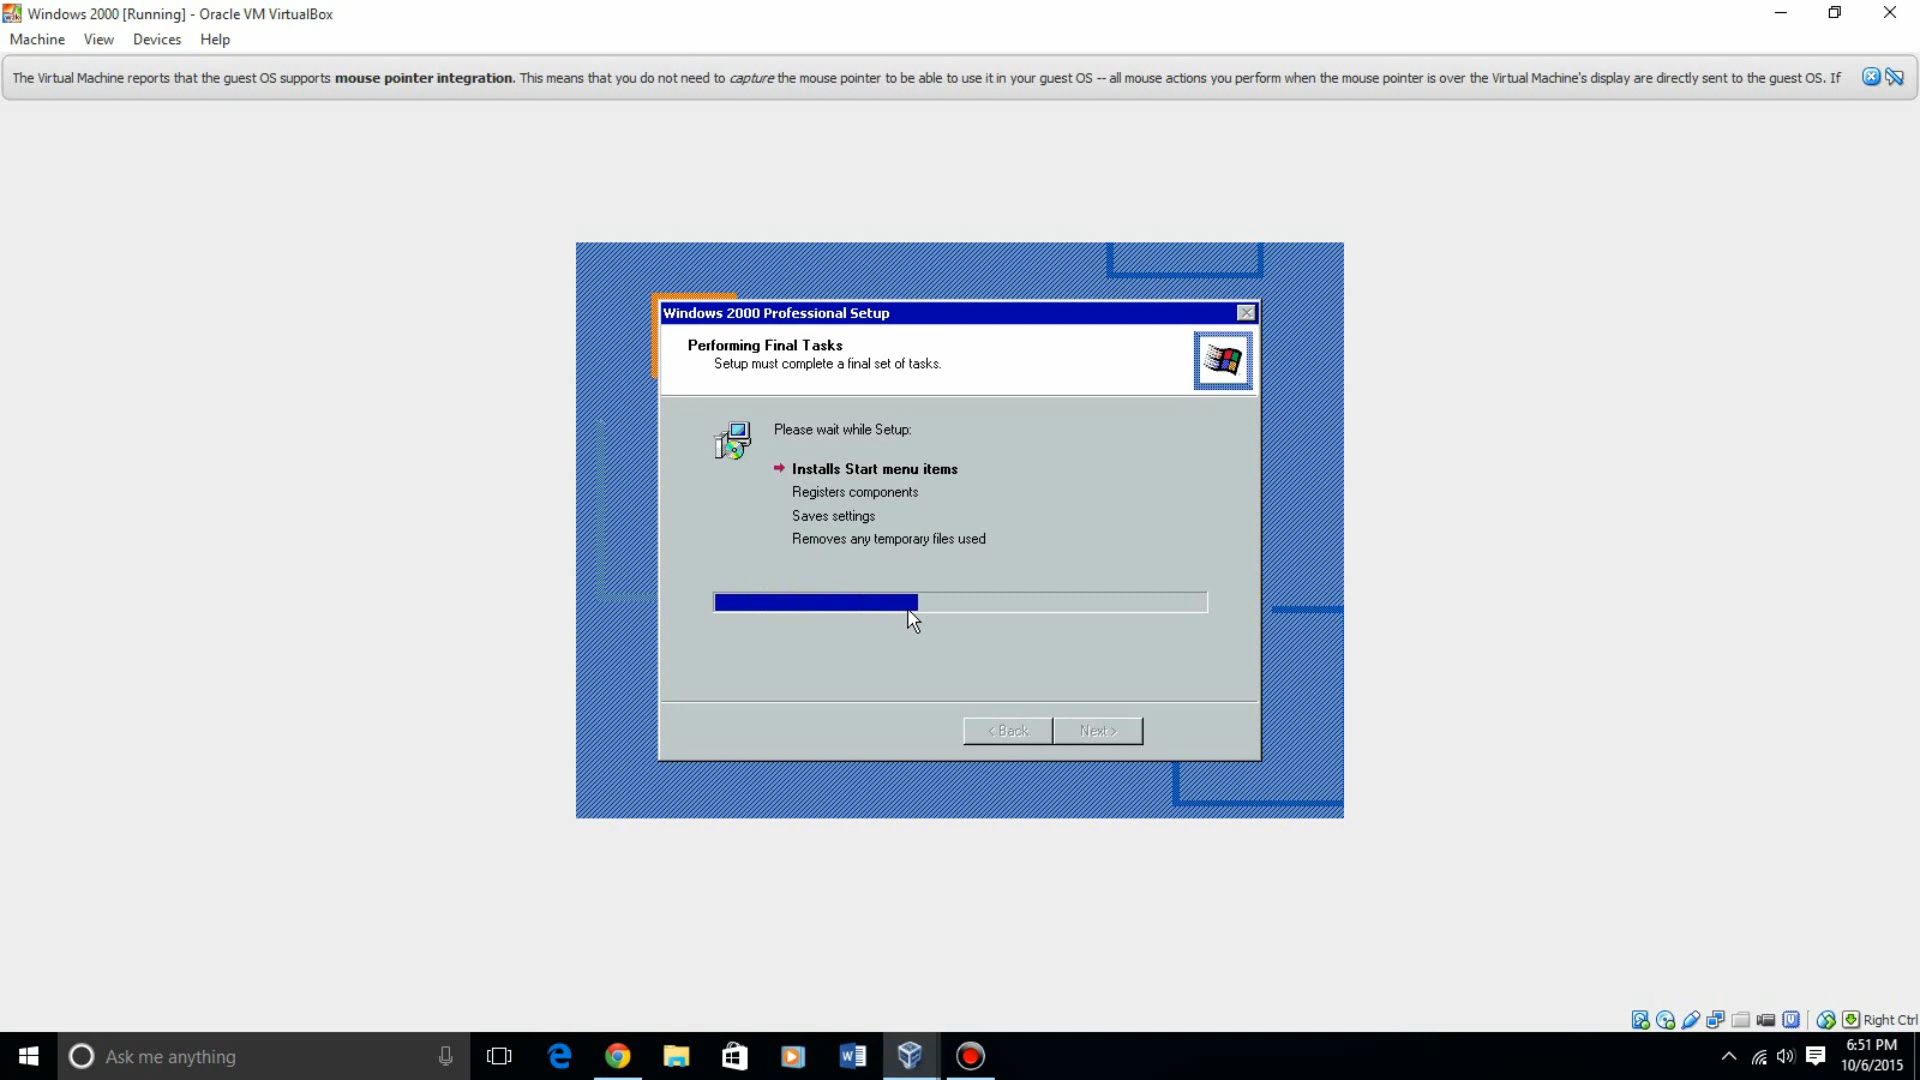 Windows 2000 [Running] - Oracle VM VirtualBox
Machine View Devices Help
The Virtual Machine reports that the guest OS supports mouse pointer integration. This means that you do not need to capture the mouse pointer to be able to use it in your guest OS -- all mouse actions you perform when the mouse pointer is over the Virtual Machine's display are directly sent to the guest OS. If
Windows 2000 Professional Setup
Performing Final Tasks
Setup must complete a final set of tasks.
Please wait while Setup:
Installs Start menu items
Registers components
Saves settings
Removes any temporary files used
< Back Next >
Right Ctrl
Ask me anything
6:51 PM
10/6/2015